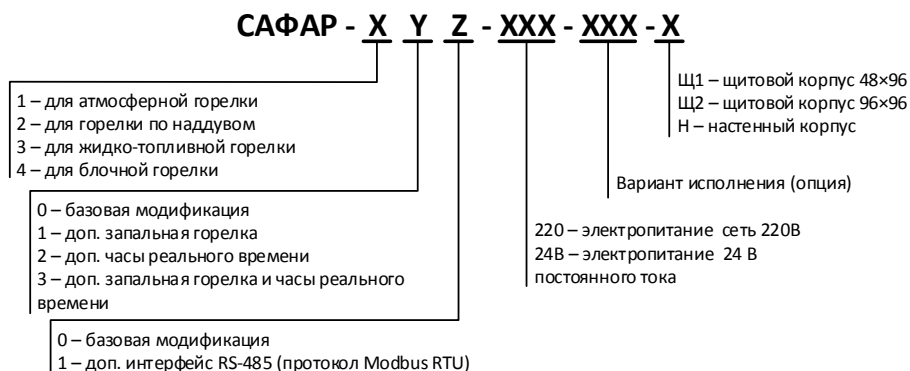 САФАР - X Y Z - XXX - XXX - X
1 – для атмосферной горелки
2 – для горелки по наддувом
3 – для жидко-топливной горелки
4 – для блочной горелки
0 – базовая модификация
1 – доп. запальная горелка
2 – доп. часы реального времени
3 – доп. запальная горелка и часы реального
времени
0 – базовая модификация
1 – доп. интерфейс RS-485 (протокол Modbus RTU)
220 – электропитание сеть 220В
24В – электропитание 24 В
постоянного тока
Вариант исполнения (опция)
Щ1 – щитовой корпус 48×96
Щ2 – щитовой корпус 96×96
Н – настенный корпус